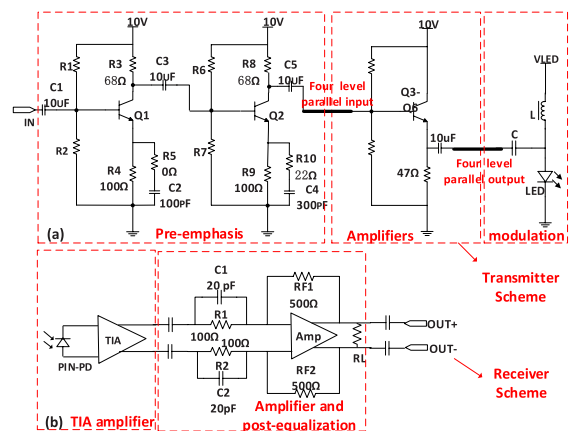 10V
10V
10V
VLED
R1
R3
68Ω
C3
10uF
R6
R8
68Ω
C5
10uF
Four level
parallel input
Q3-
Q6
C1
10uF
IN
Q1
Q2
10uF
C
L
R2
R4
100Ω
R5
0Ω
C2
100pF
R7
R9
100Ω
R10
22Ω
C4
300pF
47Ω
Four level
parallel output
LED
(a)
Pre-emphasis
Amplifiers
modulation
Transmitter
Scheme
C1
20 pF
R1
100Ω
100Ω
R2
C2
20pF
RF1
500Ω
TIA
PIN-PD
Amp
RF2
500Ω
RL
OUT+
OUT-
Receiver
Scheme
(b) TIA amplifier
Amplifier and
post-equalization